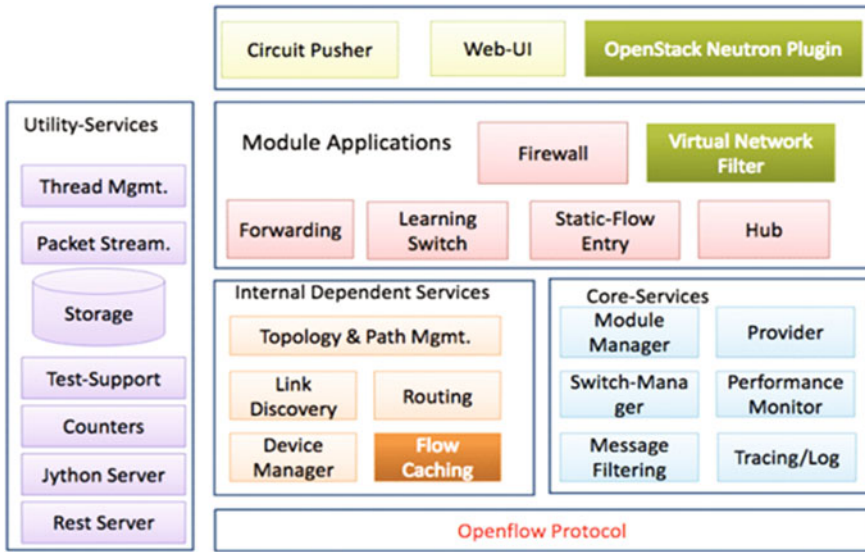 Circuit Pusher
Web-UI
OpenStack Neutron Plugin
Utility-Services
Thread Mgmt.
Packet Stream.
Storage
Test-Support
Counters
Jython Server
Rest Server
Module Applications
Firewall
Virtual Network
Filter
Forwarding
Learning
Switch
Static-Flow
Entry
Hub
Internal Dependent Services
Topology & Path Mgmt.
Link
Discovery
Routing
Device
Manager
Flow
Caching
Core-Services
Module
Manager
Provider
Switch-Mana
ger
Performance
Monitor
Message
Filtering
Tracing/Log
Openflow Protocol